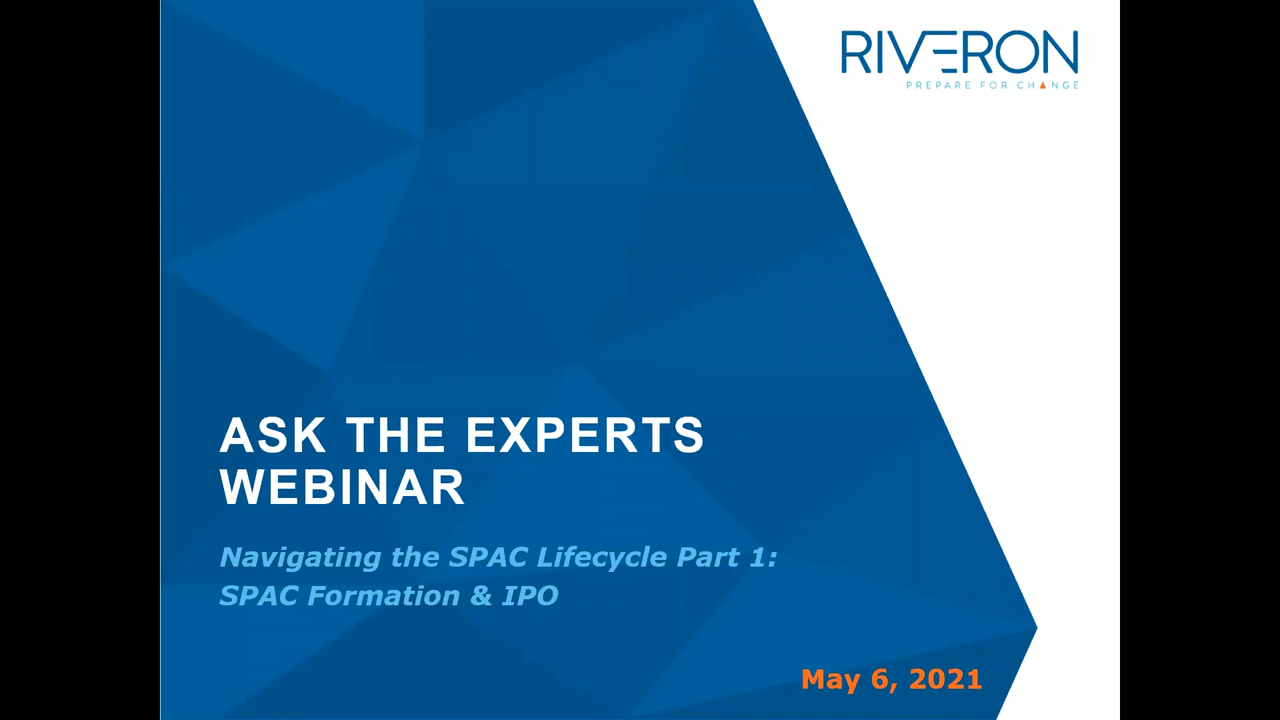 RIVERON
PREPARE FOR CHANGE
ASK THE EXPERTS
WEBINAR
Navigating the SPAC Lifecycle Part 1:
SPAC Formation & IPO
May 6, 2021